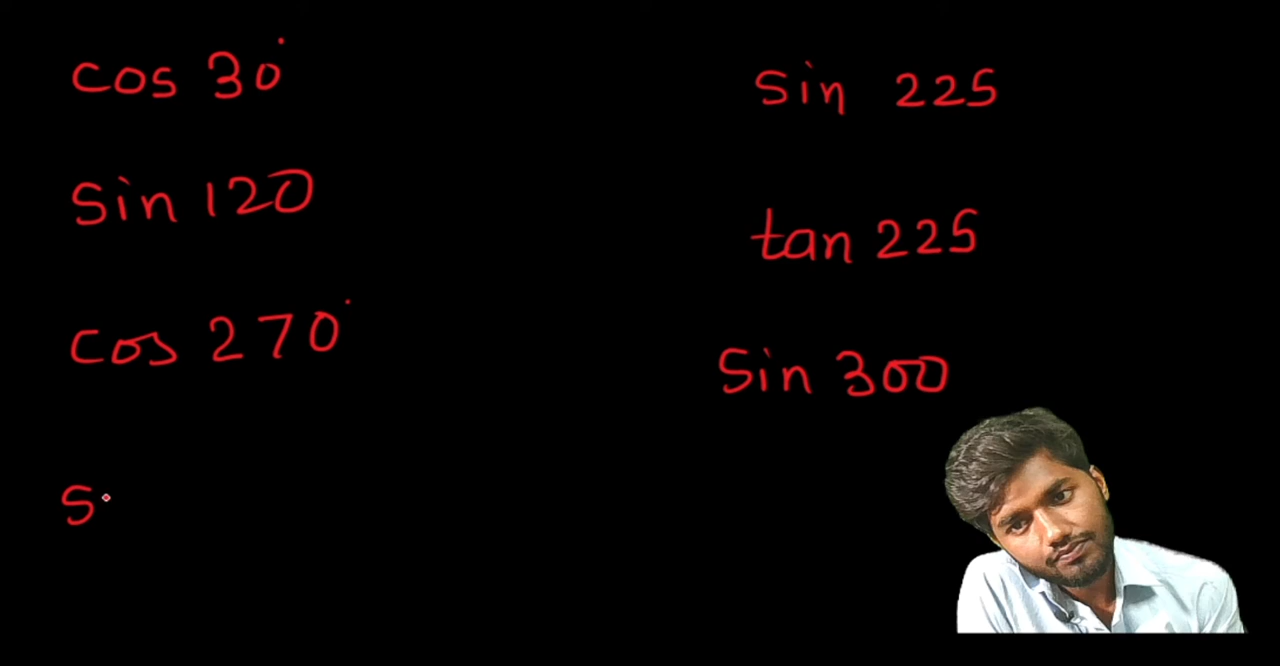 cos 30°
sin 120
cos 270°
s
sin 225
tan 225
sin 300